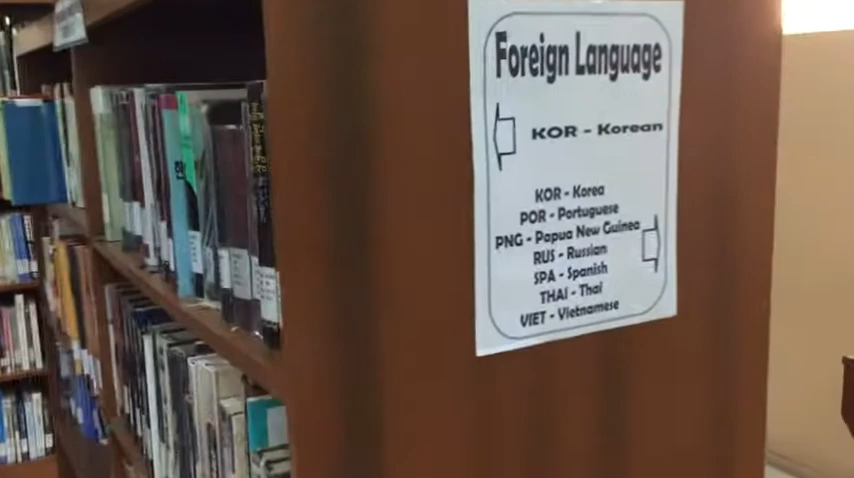 Foreign Language
KOR - Korean
KOR - Korea
POR - Portuguese
PNG - Papua New Guinea
RUS - Russian
SPA - Spanish
THAI - Thai
VIET - Vietnamese